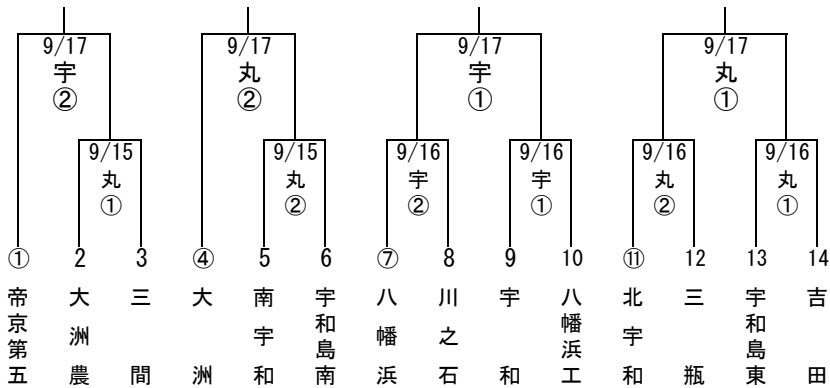 9/17 9/17 9/17 9/17
宇 丸 宇 丸
② ② ① ①
9/15 9/15 9/16 9/16 9/16 9/16
丸 丸 宇 宇 丸 丸
① ② ② ① ② ①
① 2 3 ④ 5 6 ⑦ 8 9 10 ⑪ 12 13 14
帝京第五
大洲農
三間
大洲
南宇和
宇和島南
八幡浜
川之石
宇和
八幡浜工
北宇和
三瓶
宇和島東
吉田